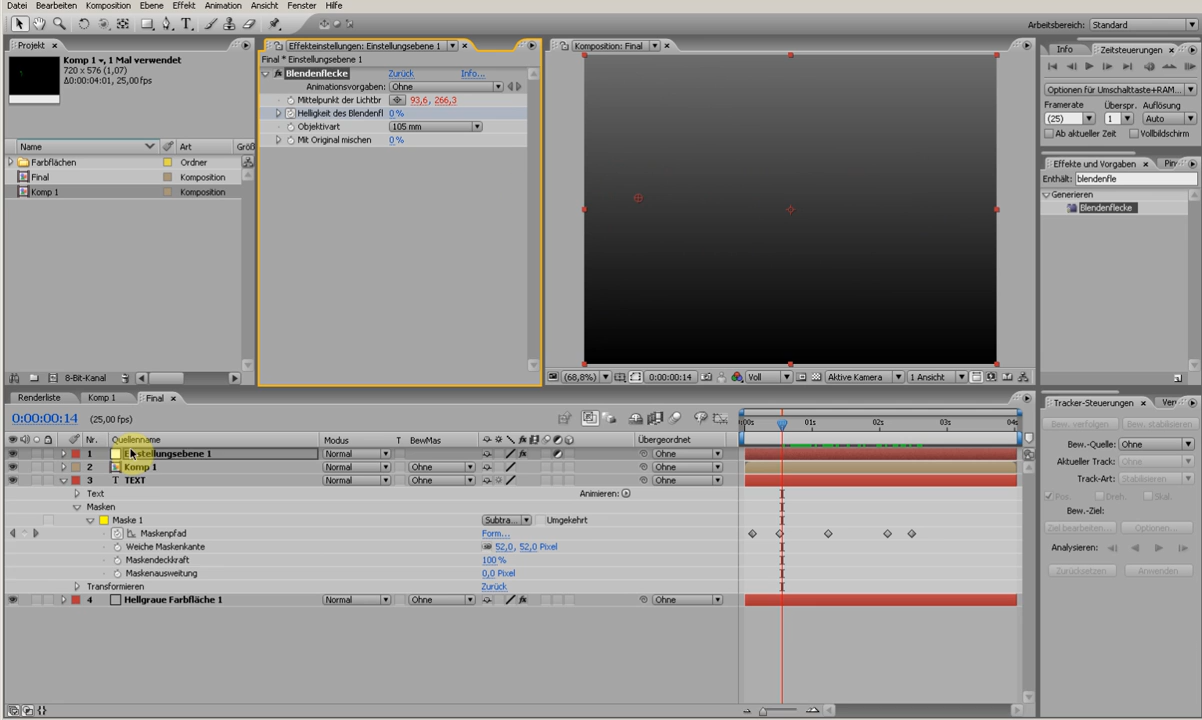 Datei Bearbeiten Komposition Ebene Effekt Animation Ansicht Fenster Hilfe
Arbeitsbereich: Standard
Projekt
Komp 1, 1 Mal verwendet
720 x 576 (1,07)
Δ0:00:04:01, 25,00 fps
Name Art Größ
Farbflächen Ordner
Final Komposition
Komp 1 Komposition
8-Bit-Kanal
Effekteinstellungen: Einstellungsebene 1
Final * Einstellungsebene 1
Blendenflecke Zurück Info...
Animationsvorgaben: Ohne
Mittelpunkt der Lichtbr 93,6, 266,3
Helligkeit des Blendenfl 0 %
Objektivart 105 mm
Mit Original mischen 0 %
Komposition: Final
(68,8%) 0:00:00:14 Voll Aktive Kamera 1 Ansicht
Info Zeitsteuerungen
Optionen für Umschalttaste+RAM...
Framerate Überspr. Auflösung
(25) 1 Auto
Ab aktueller Zeit Vollbildschirm
Effekte und Vorgaben
Enthält: blendenfle
Generieren
Blendenflecke
Renderliste Komp 1 Final
0:00:00:14 (25,00 fps)
Nr. Quellenname Modus T BewMas Übergeordnet
1 Einstellungsebene 1 Normal Ohne
2 Komp 1 Normal Ohne Ohne
3 T TEXT Normal Ohne Ohne
Text Animieren:
Masken
Maske 1 Subtra... Umgekehrt
Maskenpfad Form...
Weiche Maskenkante 52,0, 52,0 Pixel
Maskendeckkraft 100 %
Maskenausweitung 0,0 Pixel
Transformieren Zurück
4 Hellgraue Farbfläche 1 Normal Ohne Ohne
00s 01s 02s 03s 04s
Tracker-Steuerungen
Bew. verfolgen Bew. stabilisieren
Bew.-Quelle: Ohne
Aktueller Track: Ohne
Track-Art: Stabilisieren
Pos. Dreh. Skal.
Bew.-Ziel:
Ziel bearbeiten... Optionen...
Analysieren:
Zurücksetzen Anwenden